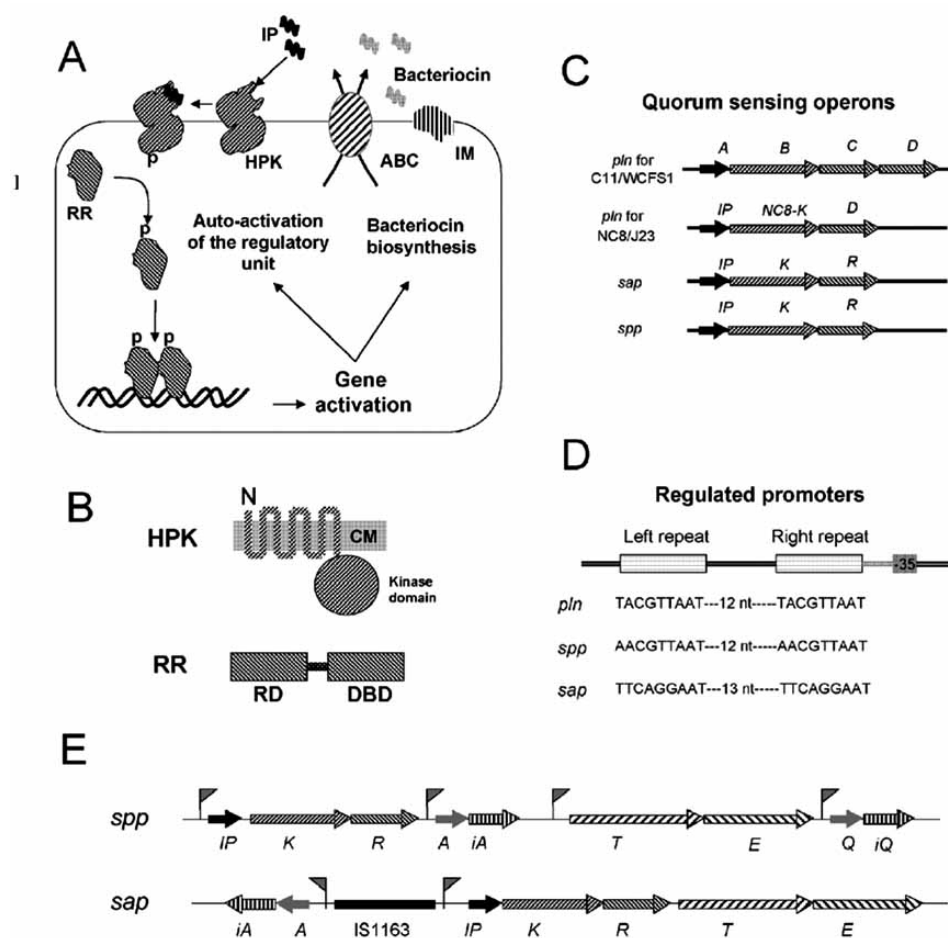 A
IP
Bacteriocin
p
HPK
ABC
IM
RR
p
Auto-activation
of the regulatory
unit
Bacteriocin
biosynthesis
p p
Gene
activation
B
N
HPK
CM
Kinase
domain
RR
RD DBD
C
Quorum sensing operons
A B C D
pln for
C11/WCFS1
IP NC8-K D
pln for
NC8/J23
IP K R
sap
IP K R
spp
D
Regulated promoters
Left repeat Right repeat
-35
pln TACGTTAAT---12 nt-----TACGTTAAT
spp AACGTTAAT---12 nt-----AACGTTAAT
sap TTCAGGAAT---13 nt-----TTCAGGAAT
E
spp
IP K R A iA T E Q iQ
sap
iA A IS1163 IP K R T E